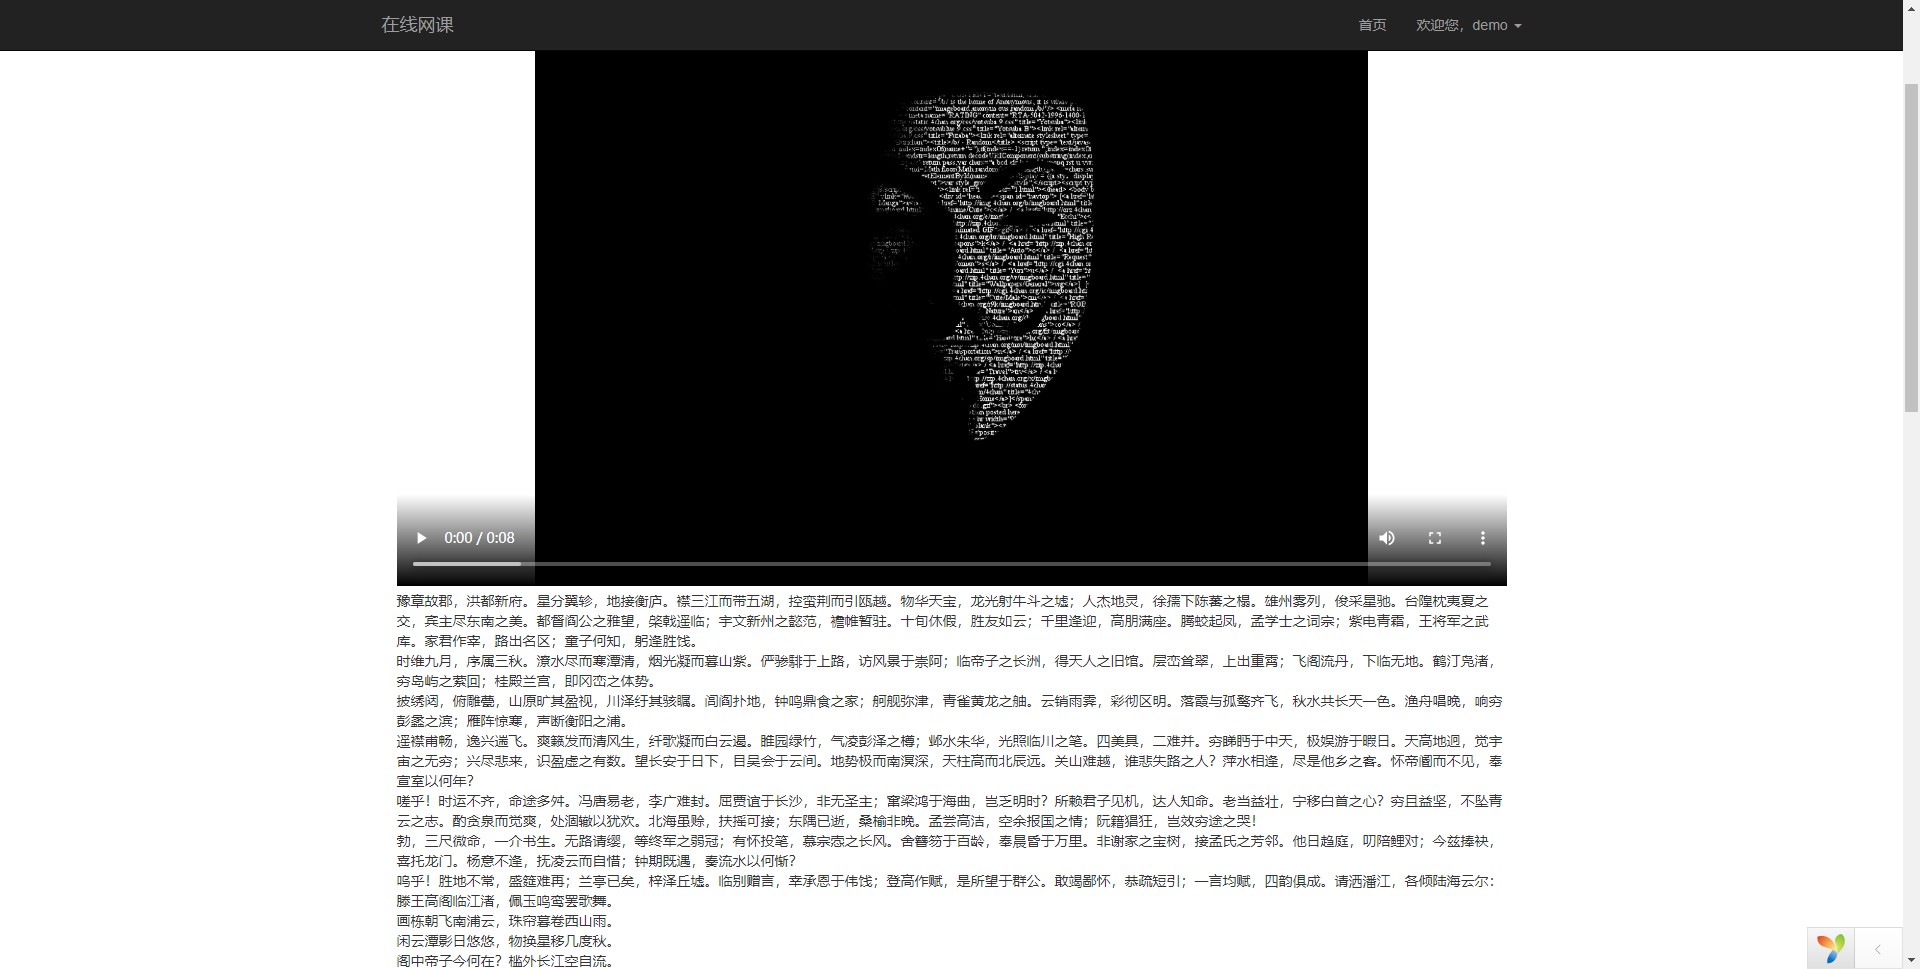 在线网课
首页
欢迎您，demo
0:00 / 0:08
豫章故郡，洪都新府。星分翼轸，地接衡庐。襟三江而带五湖，控蛮荆而引瓯越。物华天宝，龙光射牛斗之墟；人杰地灵，徐孺下陈蕃之榻。雄州雾列，俊采星驰。台隍枕夷夏之
交，宾主尽东南之美。都督阎公之雅望，棨戟遥临；宇文新州之懿范，襜帷暂驻。十旬休假，胜友如云；千里逢迎，高朋满座。腾蛟起凤，孟学士之词宗；紫电青霜，王将军之武
库。家君作宰，路出名区；童子何知，躬逢胜饯。
时维九月，序属三秋。潦水尽而寒潭清，烟光凝而暮山紫。俨骖騑于上路，访风景于崇阿；临帝子之长洲，得天人之旧馆。层峦耸翠，上出重霄；飞阁流丹，下临无地。鹤汀凫渚，
穷岛屿之萦回；桂殿兰宫，即冈峦之体势。
披绣闼，俯雕甍，山原旷其盈视，川泽纡其骇瞩。闾阎扑地，钟鸣鼎食之家；舸舰弥津，青雀黄龙之舳。云销雨霁，彩彻区明。落霞与孤鹜齐飞，秋水共长天一色。渔舟唱晚，响穷
彭蠡之滨；雁阵惊寒，声断衡阳之浦。
遥襟甫畅，逸兴遄飞。爽籁发而清风生，纤歌凝而白云遏。睢园绿竹，气凌彭泽之樽；邺水朱华，光照临川之笔。四美具，二难并。穷睇眄于中天，极娱游于暇日。天高地迥，觉宇
宙之无穷；兴尽悲来，识盈虚之有数。望长安于日下，目吴会于云间。地势极而南溟深，天柱高而北辰远。关山难越，谁悲失路之人？萍水相逢，尽是他乡之客。怀帝阍而不见，奉
宣室以何年？
嗟乎！时运不齐，命途多舛。冯唐易老，李广难封。屈贾谊于长沙，非无圣主；窜梁鸿于海曲，岂乏明时？所赖君子见机，达人知命。老当益壮，宁移白首之心？穷且益坚，不坠青
云之志。酌贪泉而觉爽，处涸辙以犹欢。北海虽赊，扶摇可接；东隅已逝，桑榆非晚。孟尝高洁，空余报国之情；阮籍猖狂，岂效穷途之哭！
勃，三尺微命，一介书生。无路请缨，等终军之弱冠；有怀投笔，慕宗悫之长风。舍簪笏于百龄，奉晨昏于万里。非谢家之宝树，接孟氏之芳邻。他日趋庭，叨陪鲤对；今兹捧袂，
喜托龙门。杨意不逢，抚凌云而自惜；钟期既遇，奏流水以何惭？
呜乎！胜地不常，盛筵难再；兰亭已矣，梓泽丘墟。临别赠言，幸承恩于伟饯；登高作赋，是所望于群公。敢竭鄙怀，恭疏短引；一言均赋，四韵俱成。请洒潘江，各倾陆海云尔：
滕王高阁临江渚，佩玉鸣鸾罢歌舞。
画栋朝飞南浦云，珠帘暮卷西山雨。
闲云潭影日悠悠，物换星移几度秋。
阁中帝子今何在？槛外长江空自流。